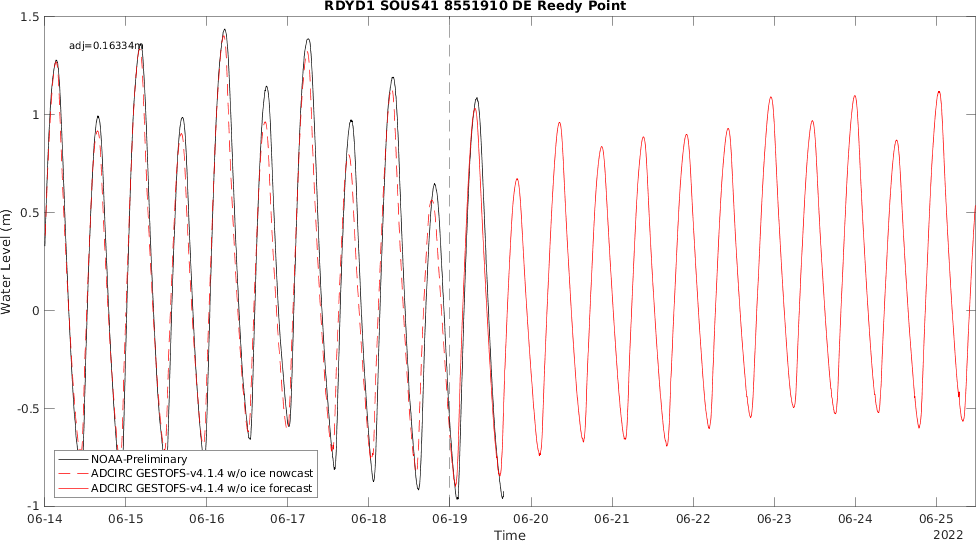 RDYD1 SOUS41 8551910 DE Reedy Point
adj=0.16334m
Water Level (m)
1.5
1
0.5
0
-0.5
-1
NOAA-Preliminary
ADCIRC GESTOFS-v4.1.4 w/o ice nowcast
ADCIRC GESTOFS-v4.1.4 w/o ice forecast
06-14 06-15 06-16 06-17 06-18 06-19 06-20 06-21 06-22 06-23 06-24 06-25
Time
2022